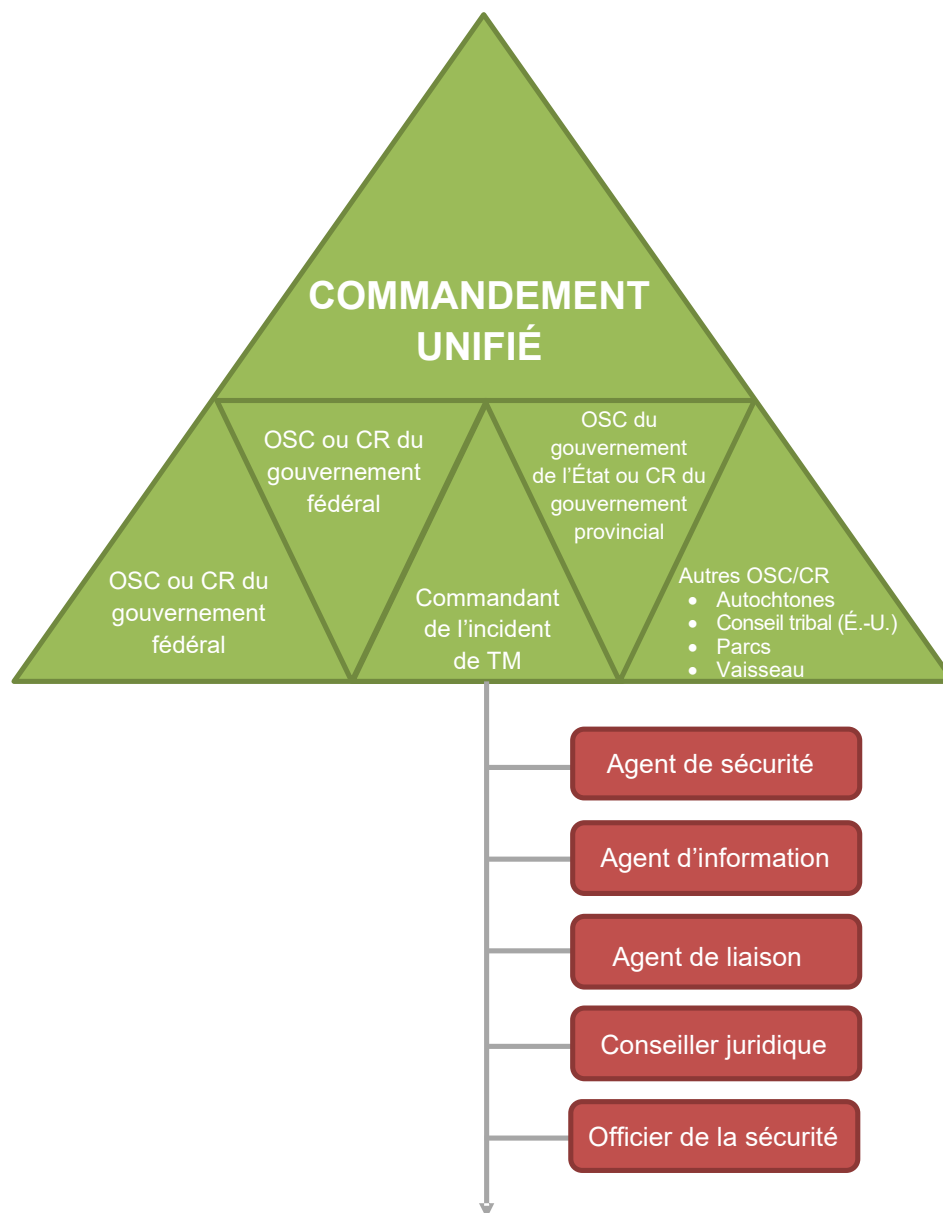 COMMANDEMENT
UNIFIÉ
OSC ou CR du
gouvernement
fédéral
OSC ou CR du
gouvernement
fédéral
Commandant
de l’incident
de TM
OSC du
gouvernement
de l’État ou CR du
gouvernement
provincial
Autres OSC/CR
• Autochtones
• Conseil tribal (É.-U.)
• Parcs
• Vaisseau
Agent de sécurité
Agent d’information
Agent de liaison
Conseiller juridique
Officier de la sécurité